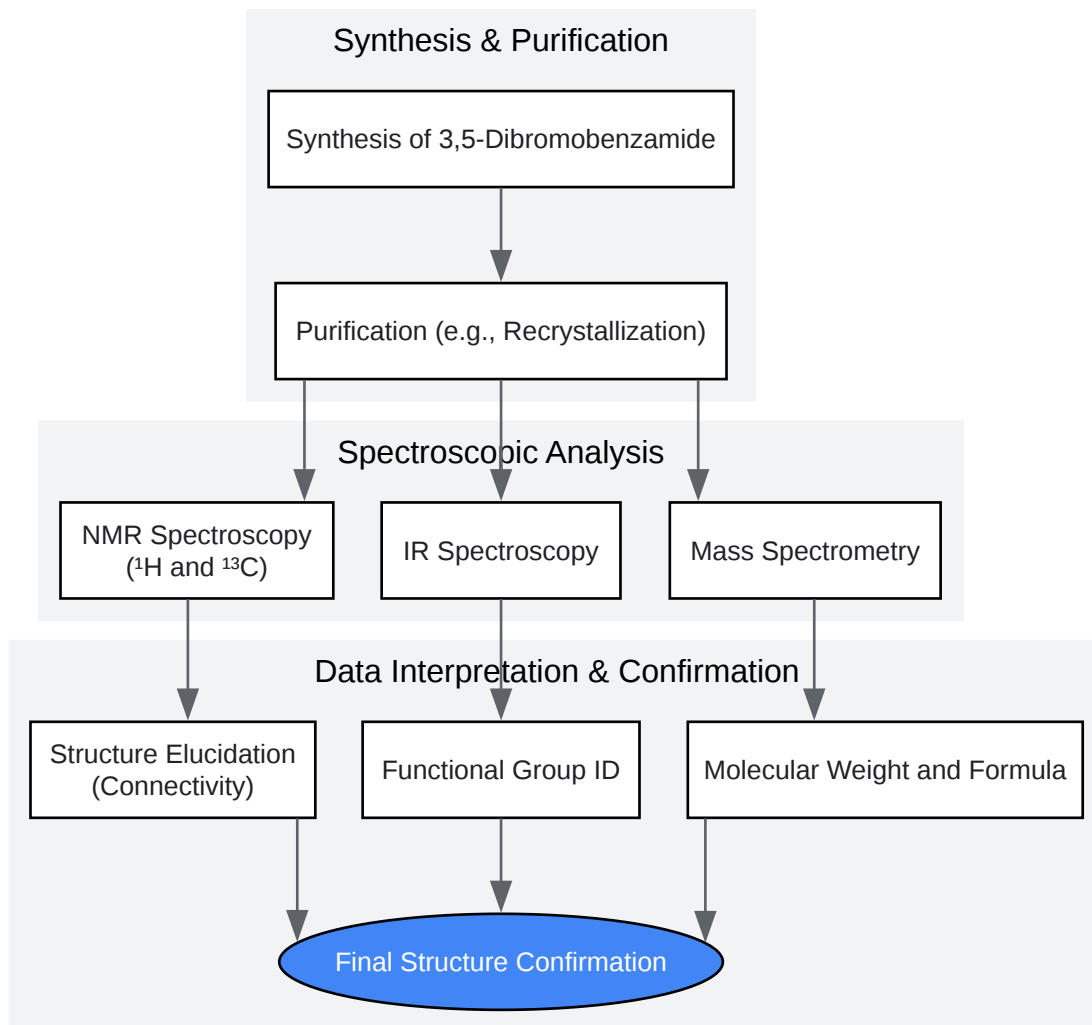 Synthesis & Purification
Synthesis of 3,5-Dibromobenzamide
Purification (e.g., Recrystallization)
Spectroscopic Analysis
NMR Spectroscopy
(¹H and ¹³C)
IR Spectroscopy
Mass Spectrometry
Data Interpretation & Confirmation
Structure Elucidation
(Connectivity)
Functional Group ID
Molecular Weight and Formula
Final Structure Confirmation